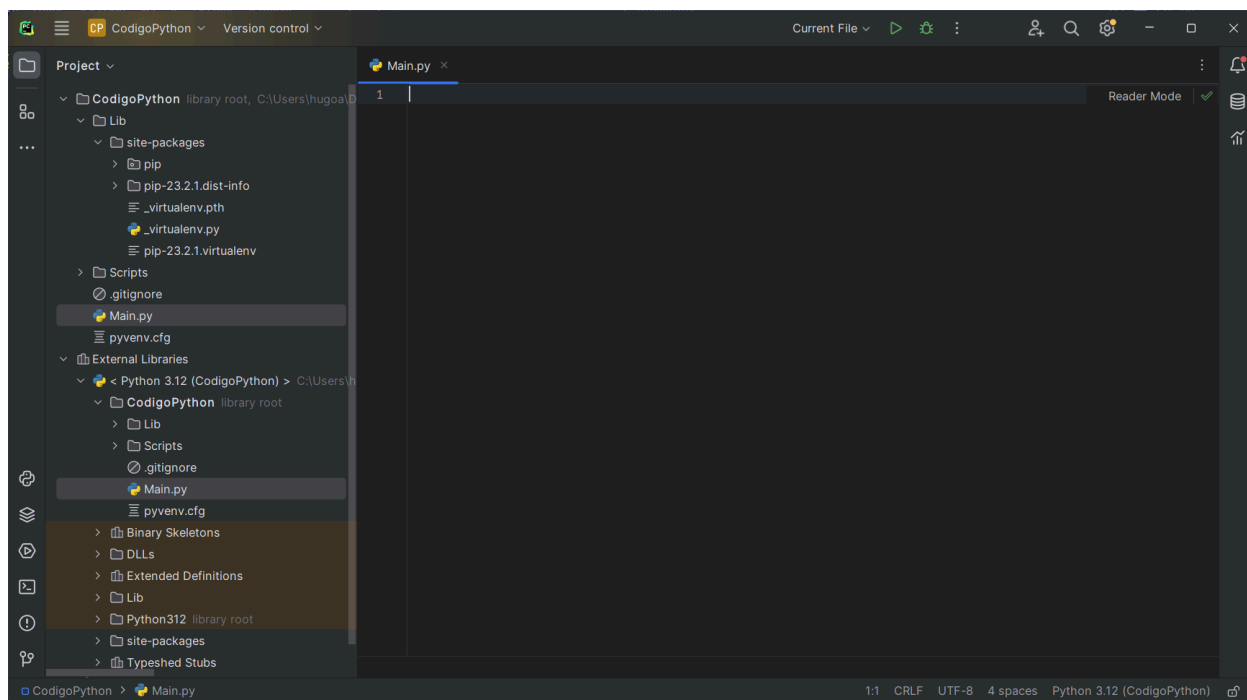 PC CP CodigoPython Version control Current File
Project Main.py
CodigoPython library root, C:\Users\hugoa\D 1 Reader Mode
Lib
site-packages
pip
pip-23.2.1.dist-info
_virtualenv.pth
_virtualenv.py
pip-23.2.1.virtualenv
Scripts
.gitignore
Main.py
pyvenv.cfg
External Libraries
< Python 3.12 (CodigoPython) > C:\Users\h
CodigoPython library root
Lib
Scripts
.gitignore
Main.py
pyvenv.cfg
Binary Skeletons
DLLs
Extended Definitions
Lib
Python312 library root
site-packages
Typeshed Stubs
CodigoPython > Main.py 1:1 CRLF UTF-8 4 spaces Python 3.12 (CodigoPython)